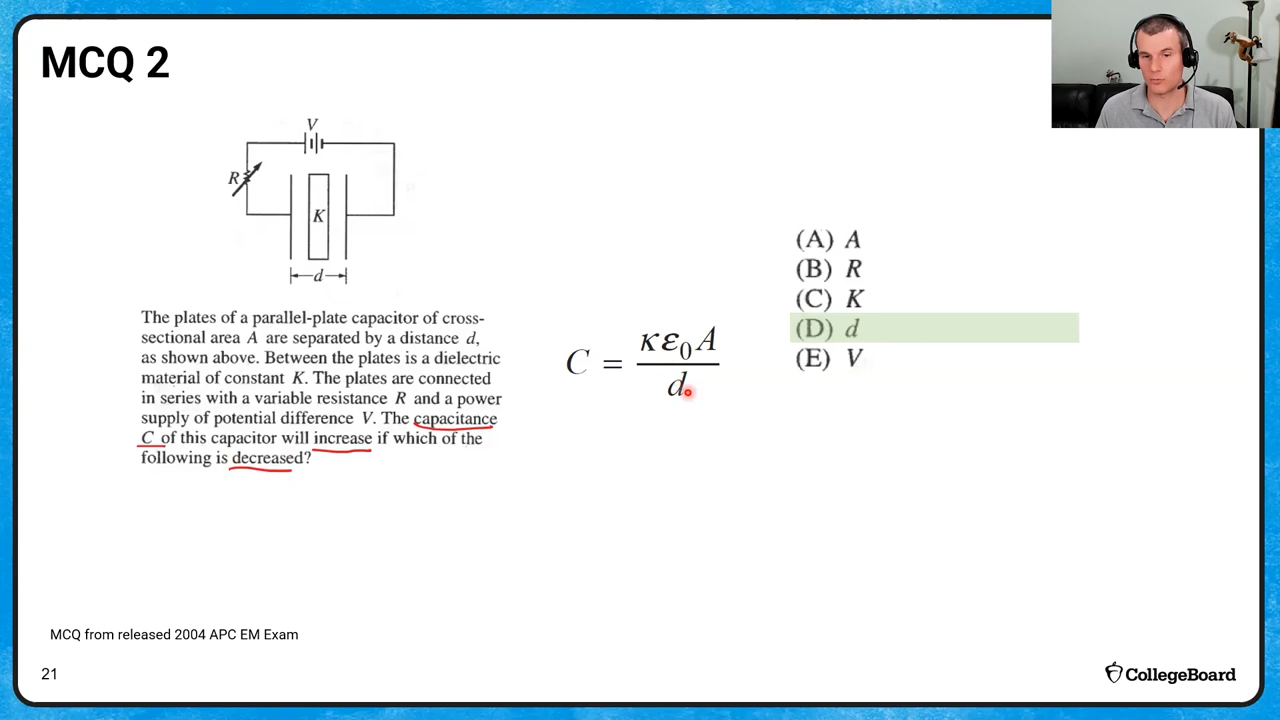 MCQ 2
V
R
K
d
The plates of a parallel-plate capacitor of cross-
sectional area A are separated by a distance d,
as shown above. Between the plates is a dielectric
material of constant K. The plates are connected
in series with a variable resistance R and a power
supply of potential difference V. The capacitance
C of this capacitor will increase if which of the
following is decreased?
C = κε₀A / d
(A) A
(B) R
(C) K
(D) d
(E) V
MCQ from released 2004 APC EM Exam
21
CollegeBoard